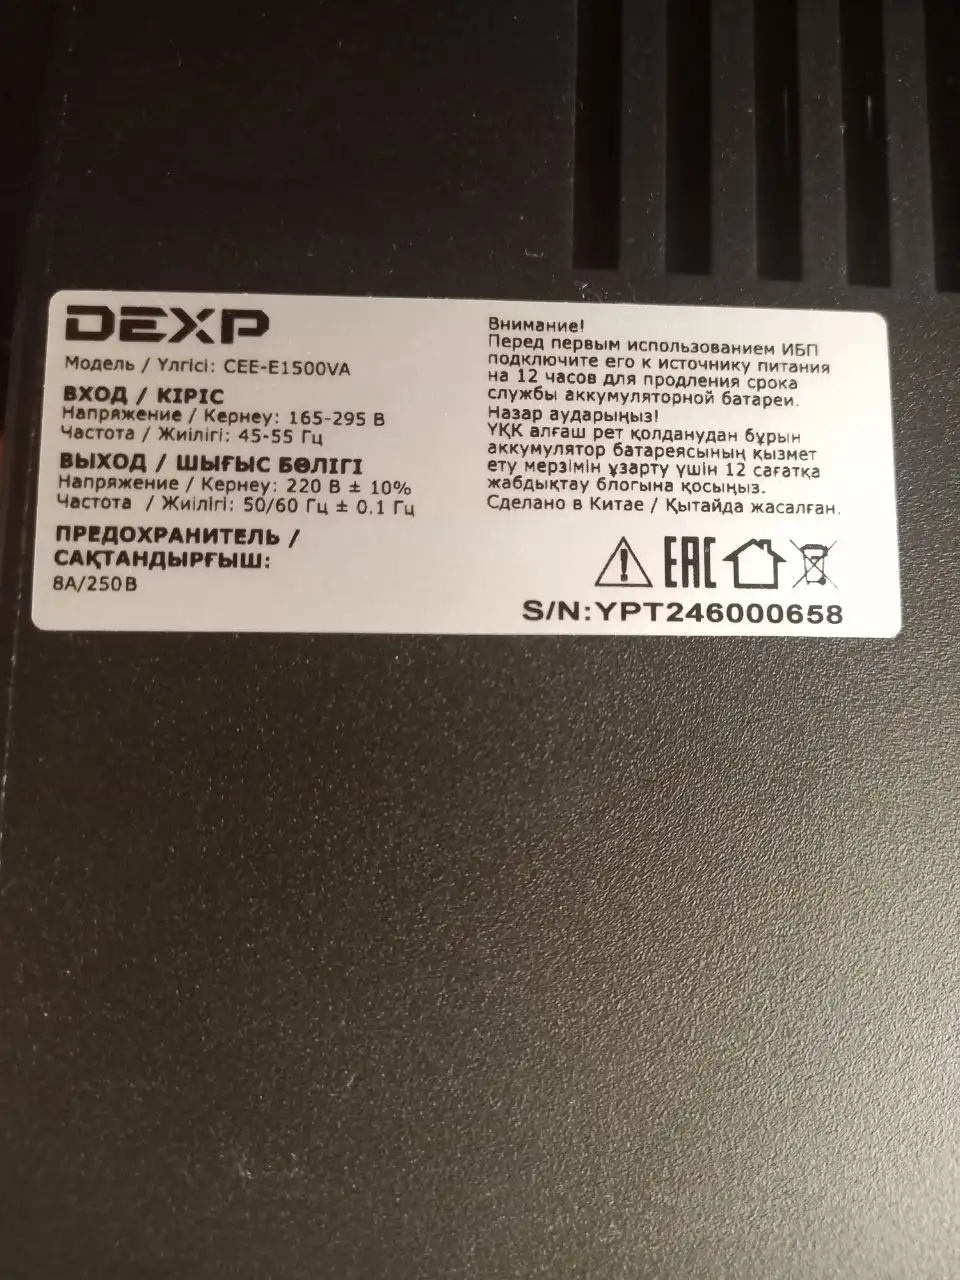 DEXP
Модель / Үлгісі: CEE-E1500VA
ВХОД / КІРІС
Напряжение / Кернеу: 165-295 В
Частота / Жиілігі: 45-55 Гц
ВЫХОД / ШЫҒЫС БӨЛІГІ
Напряжение / Кернеу: 220 В ± 10%
Частота / Жиілігі: 50/60 Гц ± 0.1 Гц
ПРЕДОХРАНИТЕЛЬ /
САҚТАНДЫРҒЫШ:
8А/250В
Внимание!
Перед первым использованием ИБП
подключите его к источнику питания
на 12 часов для продления срока
службы аккумуляторной батареи.
Назар аударыңыз!
ҮҚК алғаш рет қолданудан бұрын
аккумулятор батареясының қызмет
ету мерзімін ұзарту үшін 12 сағатқа
жабдықтау блогына қосыңыз.
Сделано в Китае / Қытайда жасалған.
EAC
S/N:YPT246000658